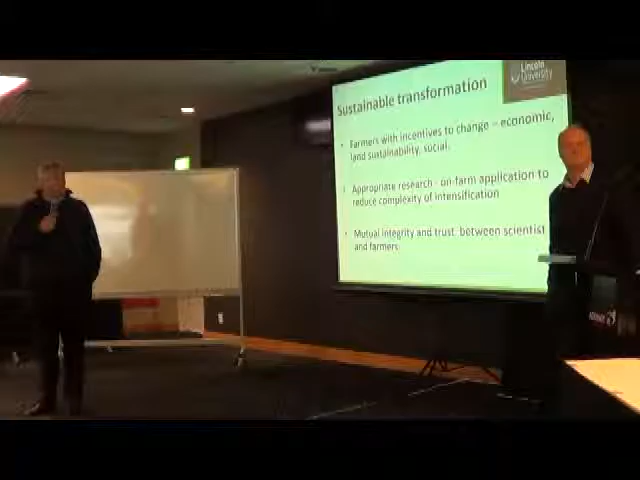 Lincoln
University
Sustainable transformation
• Farmers with incentives to change – economic,
land sustainability, social.
• Appropriate research - on-farm application to
reduce complexity of intensification
• Mutual integrity and trust between scientist
and farmers